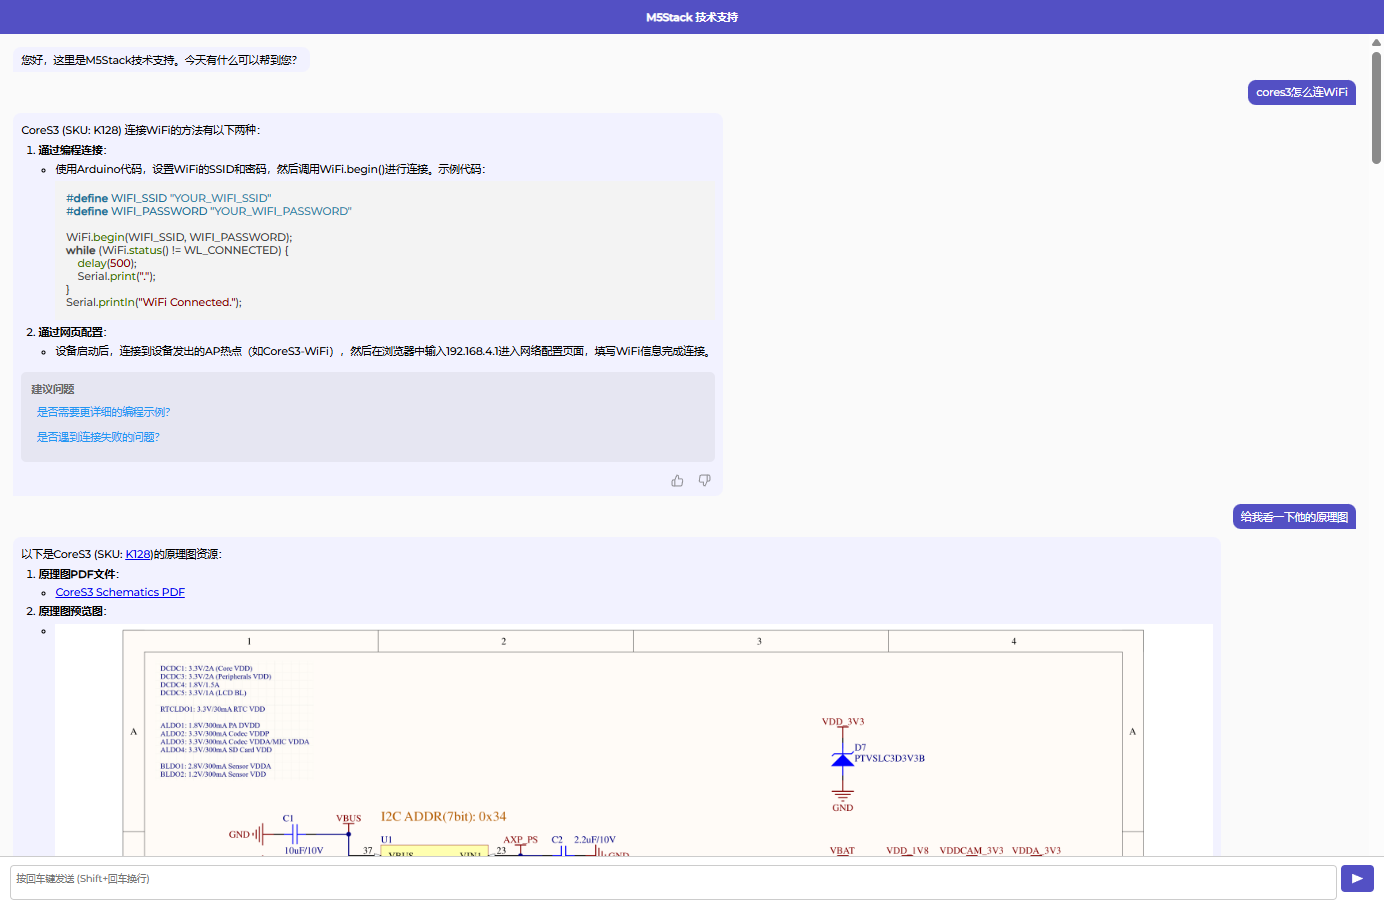 M5Stack 技术支持
您好，这里是M5Stack技术支持。今天有什么可以帮到您？
cores3怎么连WiFi
CoreS3 (SKU: K128) 连接WiFi的方法有以下两种：
1. 通过编程连接：
使用Arduino代码，设置WiFi的SSID和密码，然后调用WiFi.begin()进行连接。示例代码：
#define WIFI_SSID "YOUR_WIFI_SSID"
#define WIFI_PASSWORD "YOUR_WIFI_PASSWORD"
WiFi.begin(WIFI_SSID, WIFI_PASSWORD);
while (WiFi.status() != WL_CONNECTED) {
delay(500);
Serial.print(".");
}
Serial.println("WiFi Connected.");
2. 通过网页配置：
设备启动后，连接到设备发出的AP热点（如CoreS3-WiFi），然后在浏览器中输入192.168.4.1进入网络配置页面，填写WiFi信息完成连接。
建议问题
是否需要更详细的编程示例？
是否遇到连接失败的问题？
给我看一下他的原理图
以下是CoreS3 (SKU: K128)的原理图资源：
1. 原理图PDF文件：
CoreS3 Schematics PDF
2. 原理图预览图：
1 2 3 4
DCDC1: 3.3V/2A (Core VDD)
DCDC3: 3.3V/2A (Peripherals VDD)
DCDC4: 1.8V/1.5A
DCDC5: 3.3V/1A (LCD BL)
RTCLDO1: 3.3V/30mA RTC VDD
ALDO1: 1.8V/300mA PA DVDD
ALDO2: 3.3V/300mA Codec VDDP
ALDO3: 3.3V/300mA Codec VDDA/MIC VDDA
ALDO4: 3.3V/300mA SD Card VDD
BLDO1: 2.8V/300mA Sensor VDDA
BLDO2: 1.2V/300mA Sensor VDD
A
A
VDD_3V3
D7
PTVSLC3D3V3B
GND
C1
GND
10uF/10V
VBUS
I2C ADDR(7bit): 0x34
U1
37
VBUS
VIN1
23
AXP_PS
C2 2.2uF/10V
GND
VBAT VDD_1V8 VDDCAM_3V3 VDDA_3V3
按回车键发送 (Shift+回车换行)